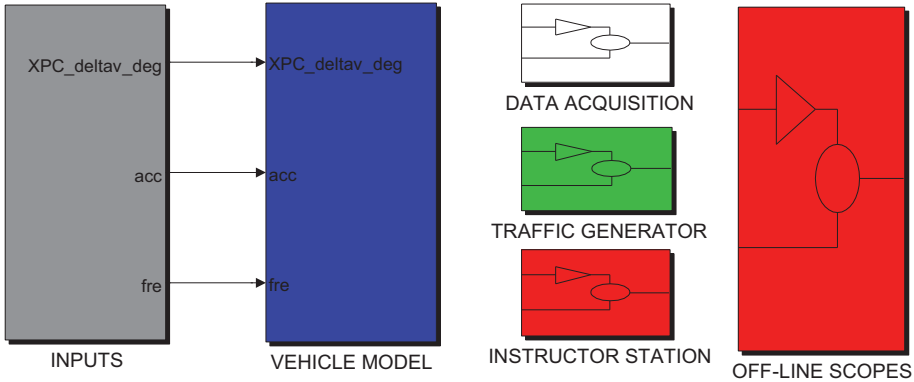 XPC_deltav_deg
acc
fre
INPUTS
XPC_deltav_deg
acc
fre
VEHICLE MODEL
DATA ACQUISITION
TRAFFIC GENERATOR
INSTRUCTOR STATION
OFF-LINE SCOPES